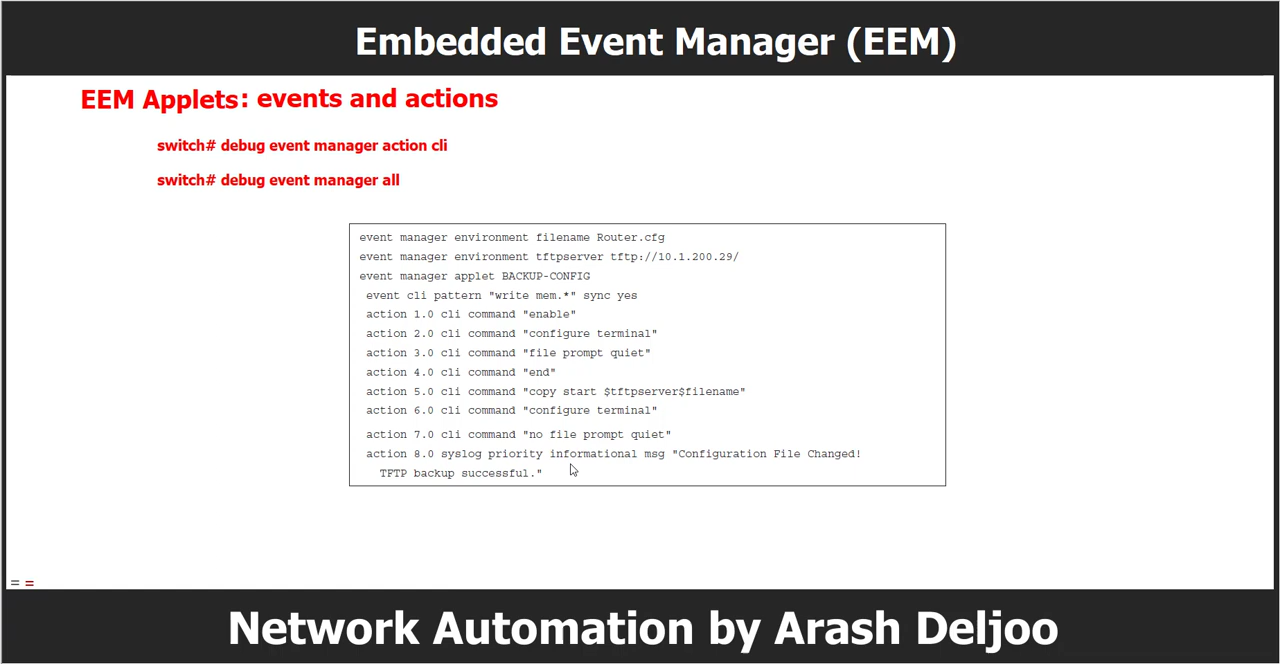 Embedded Event Manager (EEM)
EEM Applets: events and actions
switch# debug event manager action cli
switch# debug event manager all
event manager environment filename Router.cfg
event manager environment tftpserver tftp://10.1.200.29/
event manager applet BACKUP-CONFIG
event cli pattern "write mem.*" sync yes
action 1.0 cli command "enable"
action 2.0 cli command "configure terminal"
action 3.0 cli command "file prompt quiet"
action 4.0 cli command "end"
action 5.0 cli command "copy start $tftpserver$filename"
action 6.0 cli command "configure terminal"
action 7.0 cli command "no file prompt quiet"
action 8.0 syslog priority informational msg "Configuration File Changed!
TFTP backup successful."
= =
Network Automation by Arash Deljoo